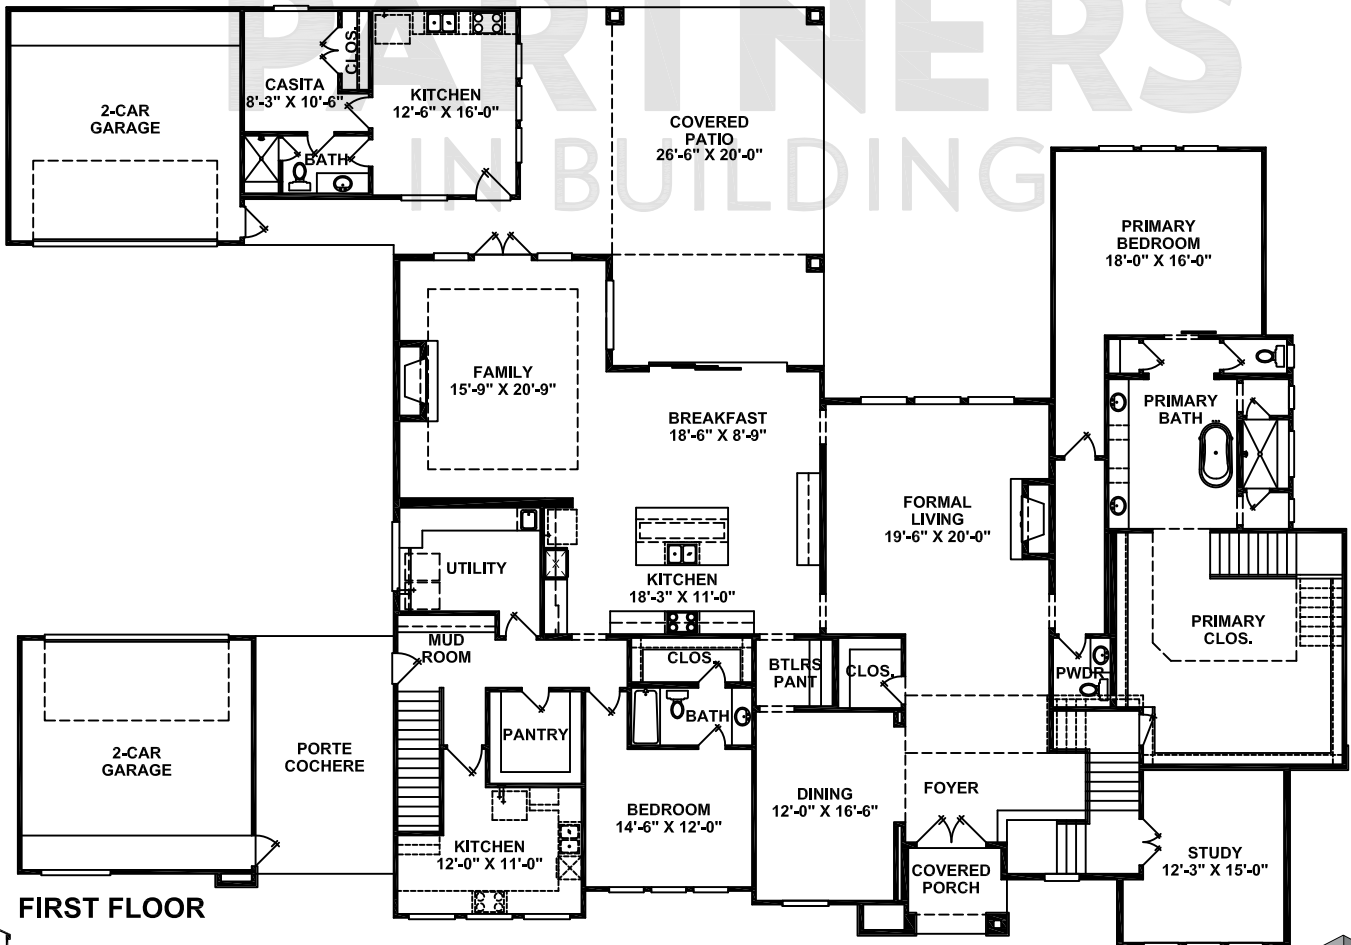 PARTNERS
IN BUILDING
2-CAR
GARAGE
CASITA
8'-3" X 10'-6"
CLOS.
KITCHEN
12'-6" X 16'-0"
BATH
COVERED
PATIO
26'-6" X 20'-0"
PRIMARY
BEDROOM
18'-0" X 16'-0"
FAMILY
15'-9" X 20'-9"
BREAKFAST
18'-6" X 8'-9"
PRIMARY
BATH
FORMAL
LIVING
19'-6" X 20'-0"
UTILITY
KITCHEN
18'-3" X 11'-0"
PRIMARY
CLOS.
MUD
ROOM
CLOS.
BTLRS
PANT
CLOS.
PWDR
BATH
PANTRY
2-CAR
GARAGE
PORTE
COCHERE
BEDROOM
14'-6" X 12'-0"
DINING
12'-0" X 16'-6"
FOYER
KITCHEN
12'-0" X 11'-0"
COVERED
PORCH
STUDY
12'-3" X 15'-0"
FIRST FLOOR